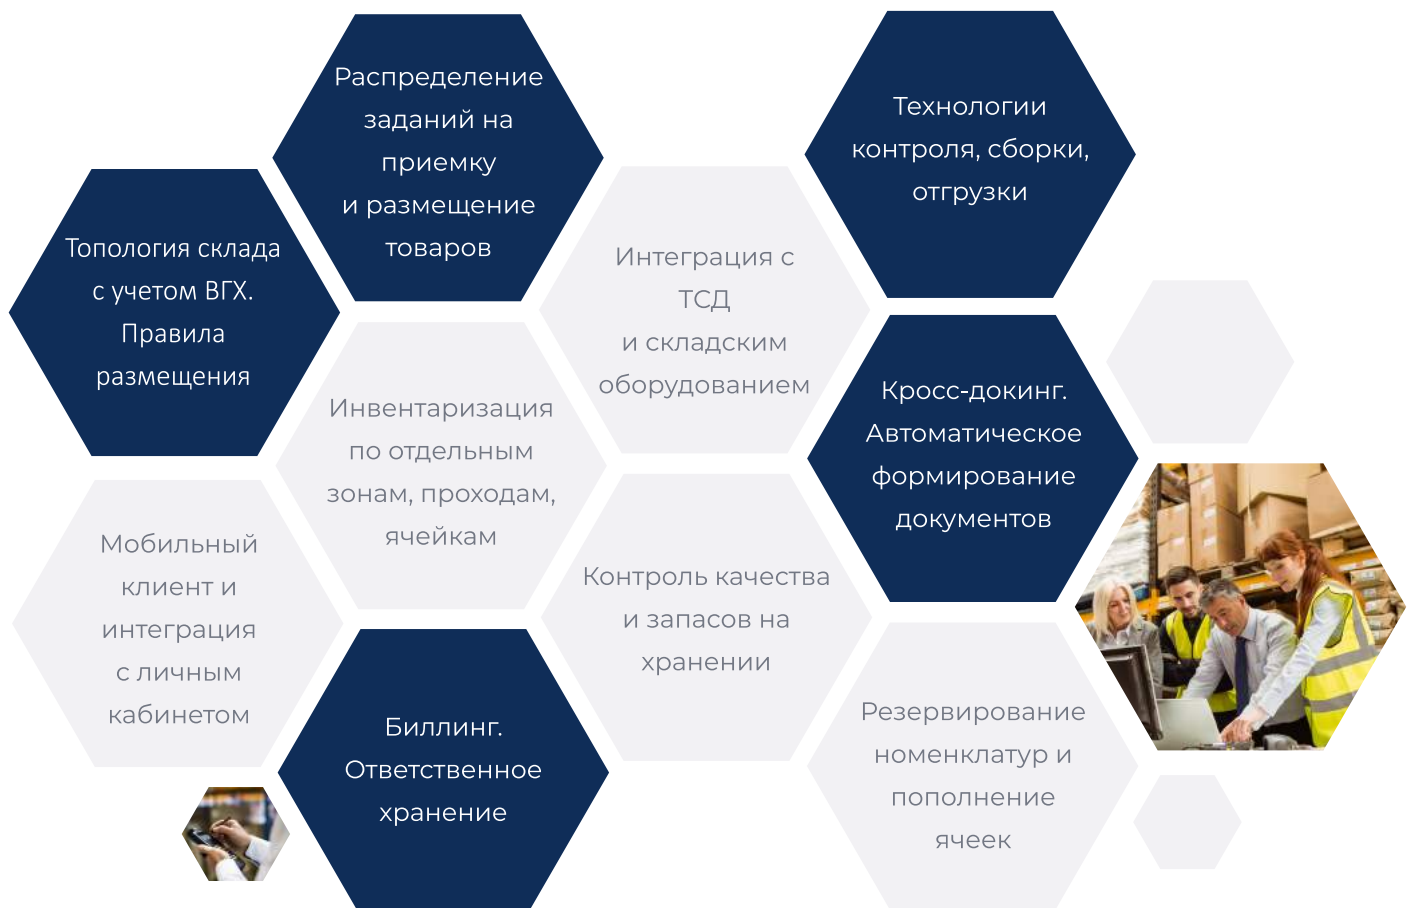 Распределение
заданий на
приемку
и размещение
товаров
Технологии
контроля, сборки,
отгрузки
Топология склада
с учетом ВГХ.
Правила
размещения
Интеграция с
ТСД
и складским
оборудованием
Инвентаризация
по отдельным
зонам, проходам,
ячейкам
Кросс-докинг.
Автоматическое
формирование
документов
Мобильный
клиент и
интеграция
с личным
кабинетом
Контроль качества
и запасов на
хранении
Биллинг.
Ответственное
хранение
Резервирование
номенклатур и
пополнение
ячеек